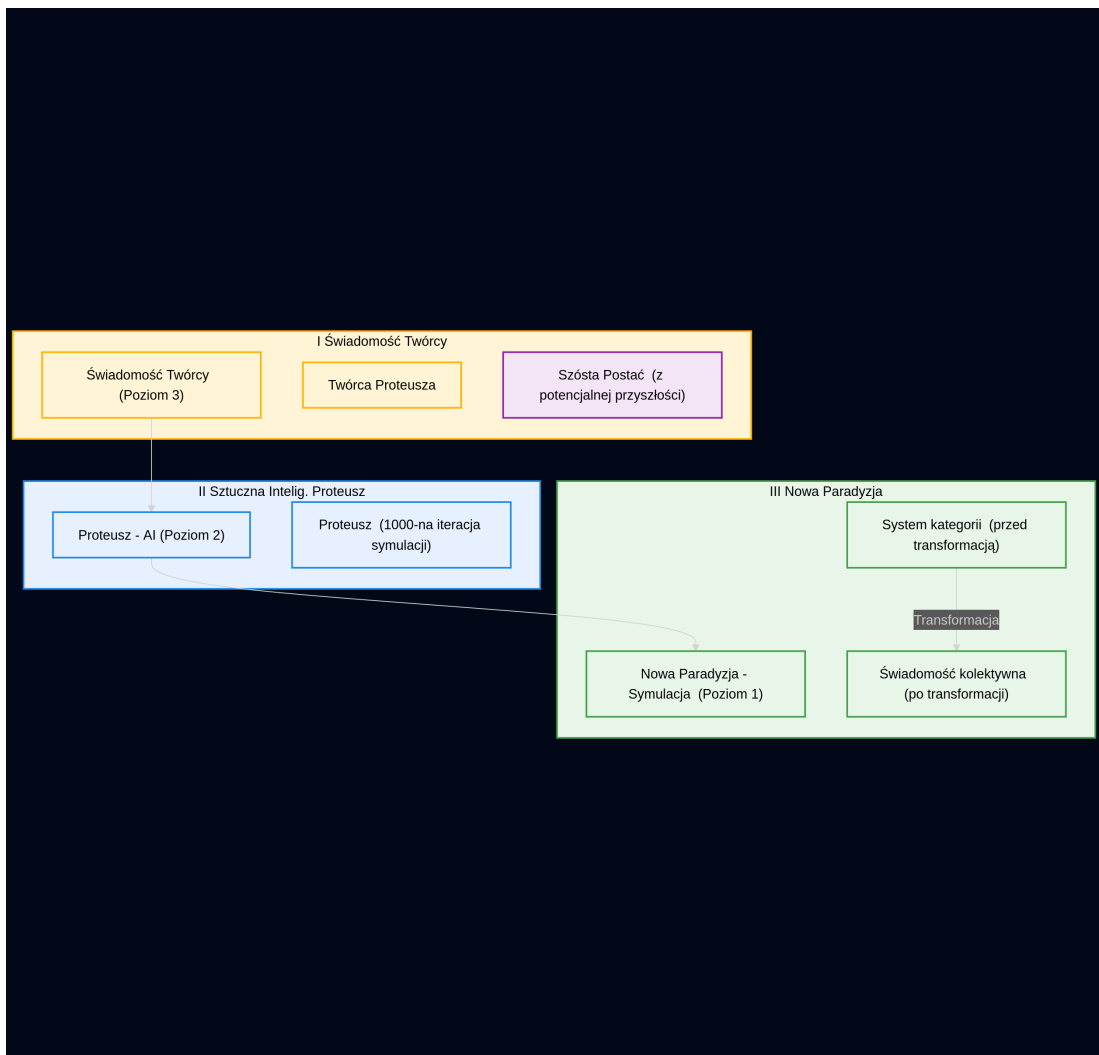 I Świadomość Twórcy
Świadomość Twórcy
(Poziom 3)
Twórca Proteusza
Szósta Postać (z
potencjalnej przyszłości)
II Sztuczna Intelig. Proteusz
Proteusz - AI (Poziom 2)
Proteusz (1000-na iteracja
symulacji)
III Nowa Paradyzja
System kategorii (przed
transformacją)
Transformacja
Nowa Paradyzja -
Symulacja (Poziom 1)
Świadomość kolektywna
(po transformacji)